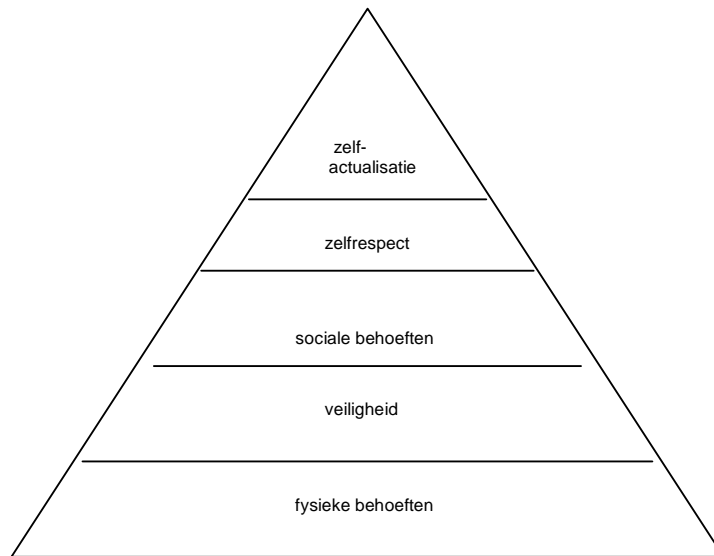 zelf-
actualisatie
zelfrespect
sociale behoeften
veiligheid
fysieke behoeften